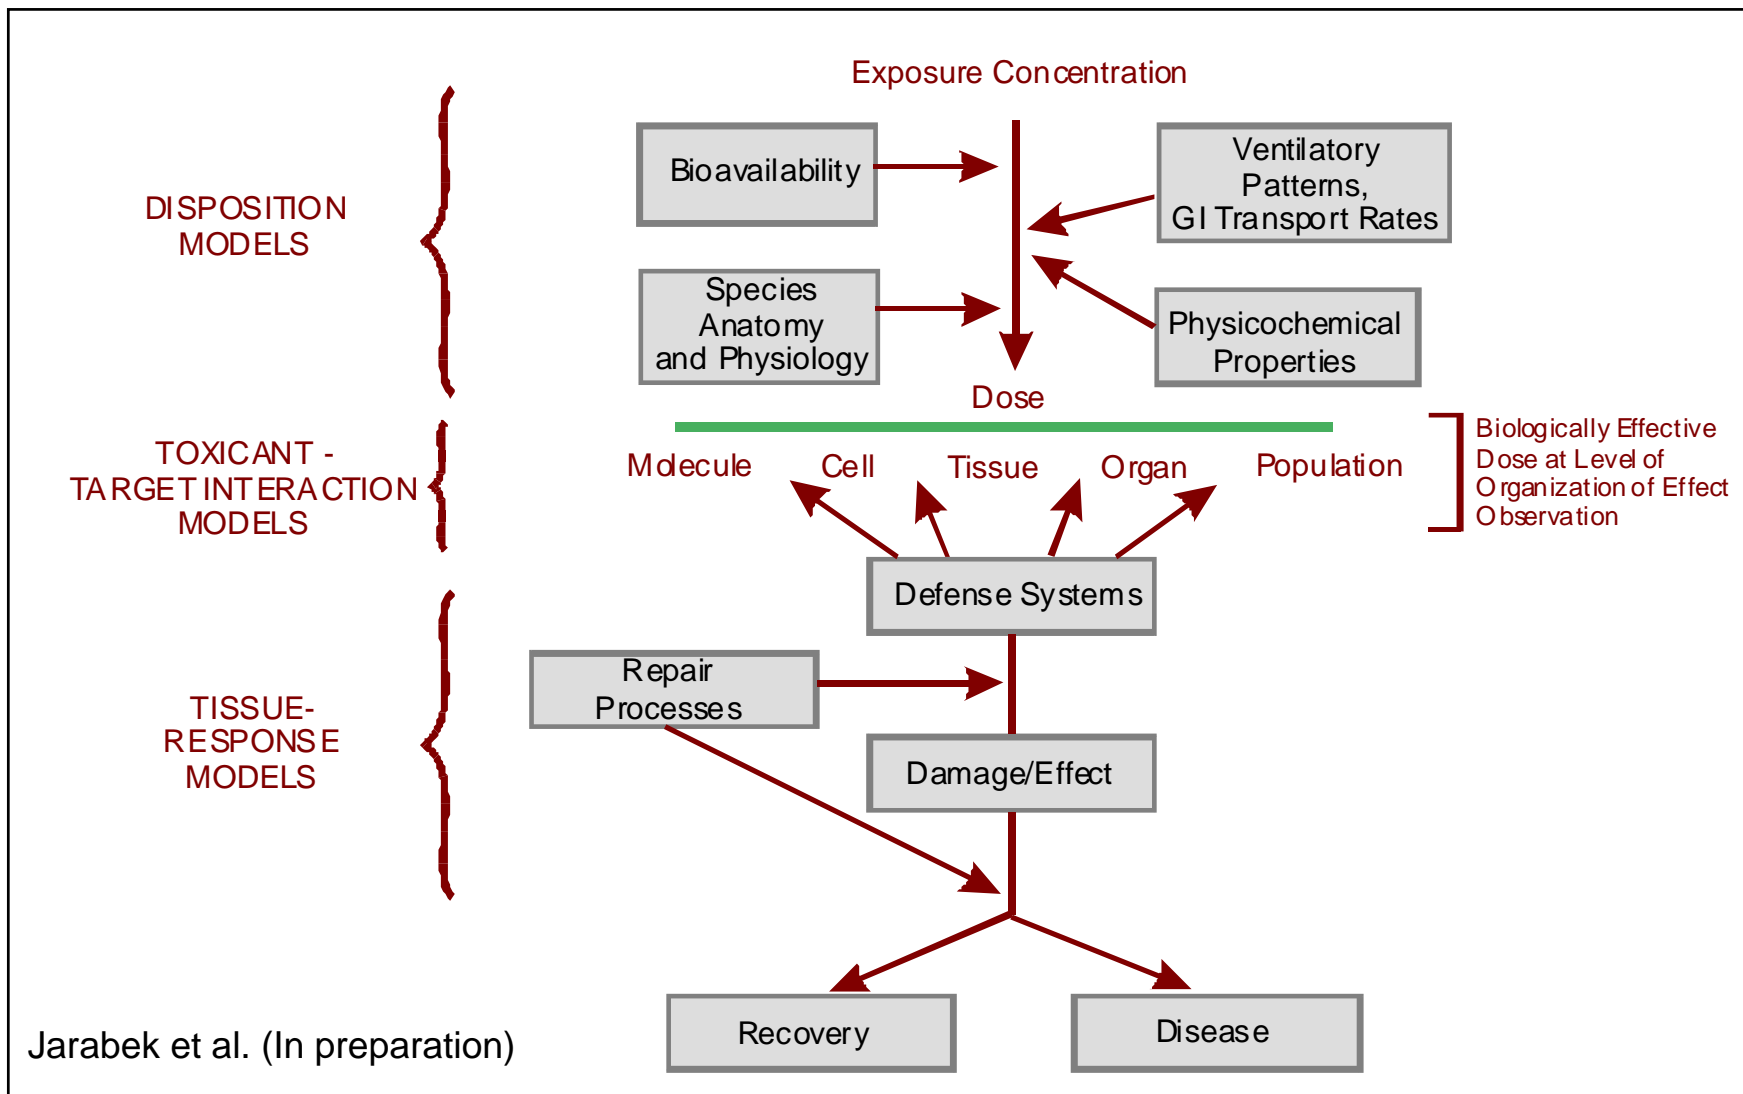 Exposure Concentration
DISPOSITION
MODELS
Bioavailability
Ventilatory
Patterns,
GI Transport Rates
Species
Anatomy
and Physiology
Physicochemical
Properties
Dose
TOXICANT -
TARGET INTERACTION
MODELS
Molecule Cell Tissue Organ Population
Biologically Effective
Dose at Level of
Organization of Effect
Observation
Defense Systems
TISSUE-
RESPONSE
MODELS
Repair
Processes
Damage/Effect
Recovery
Disease
Jarabek et al. (In preparation)